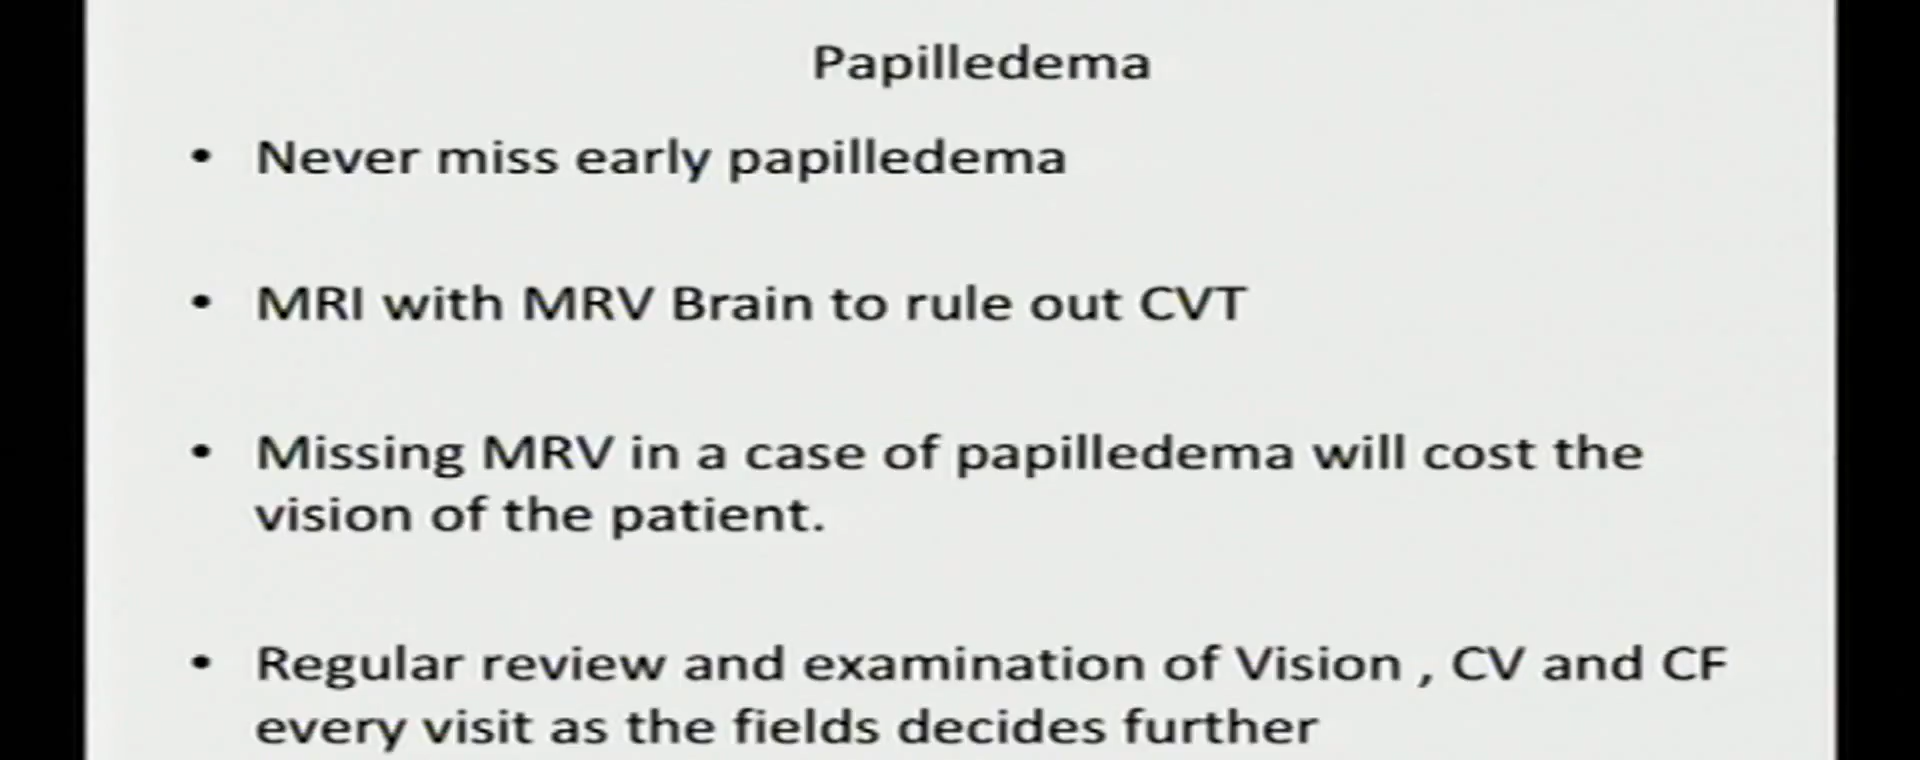 Papilledema
• Never miss early papilledema
• MRI with MRV Brain to rule out CVT
• Missing MRV in a case of papilledema will cost the
vision of the patient.
• Regular review and examination of Vision , CV and CF
every visit as the fields decides further